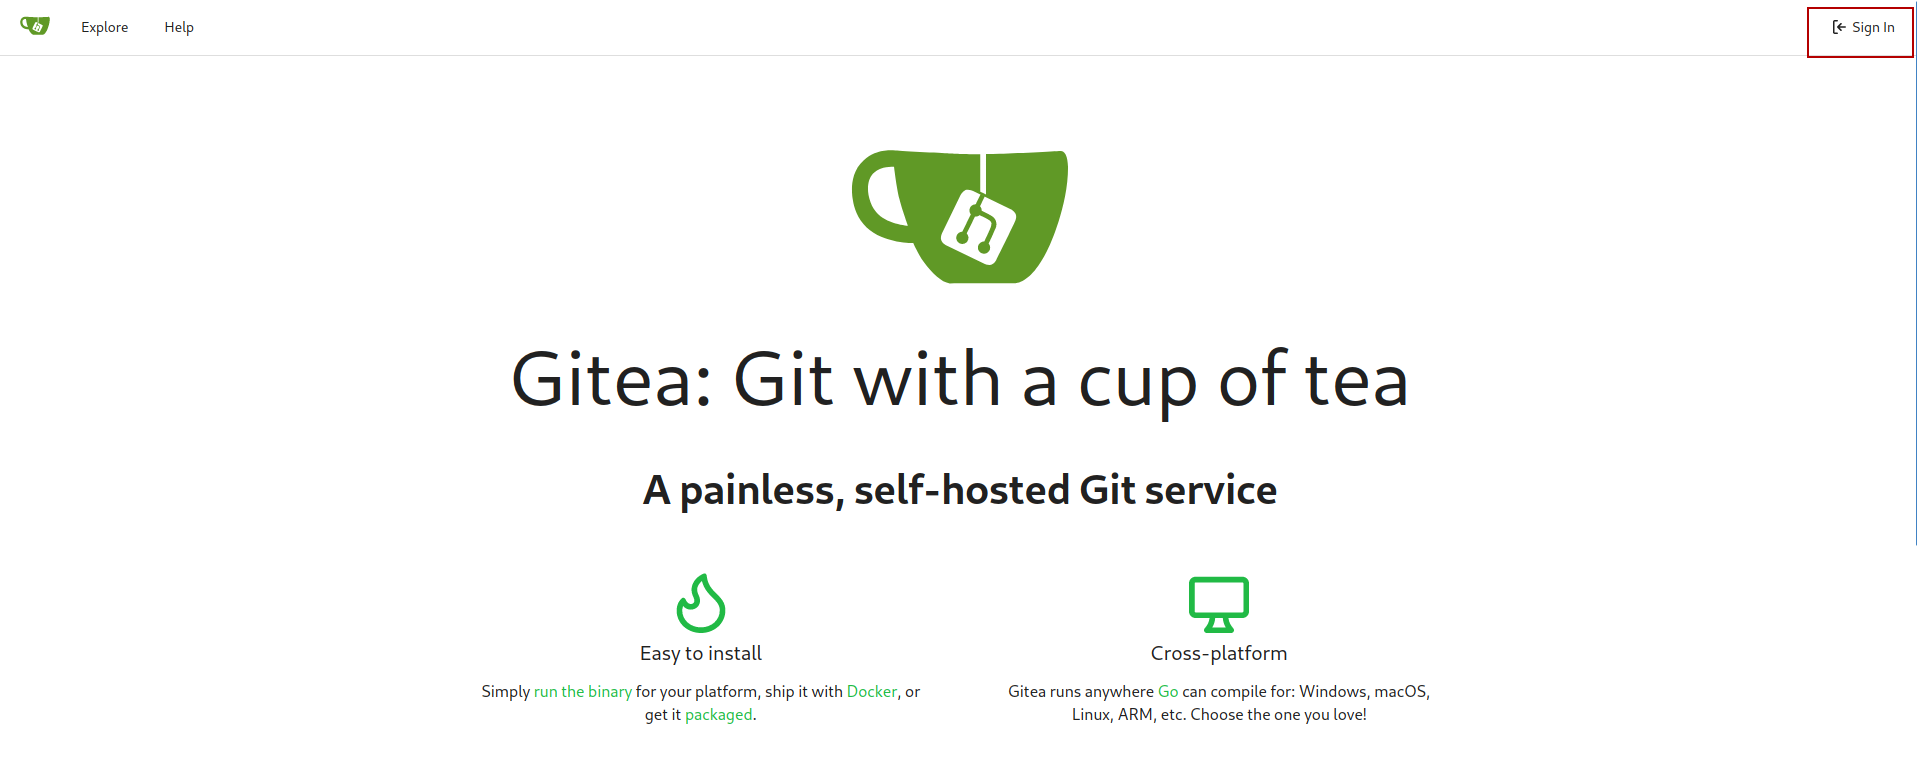 Explore Help Sign In
Gitea: Git with a cup of tea
A painless, self-hosted Git service
Easy to install
Simply run the binary for your platform, ship it with Docker, or
get it packaged.
Cross-platform
Gitea runs anywhere Go can compile for: Windows, macOS,
Linux, ARM, etc. Choose the one you love!